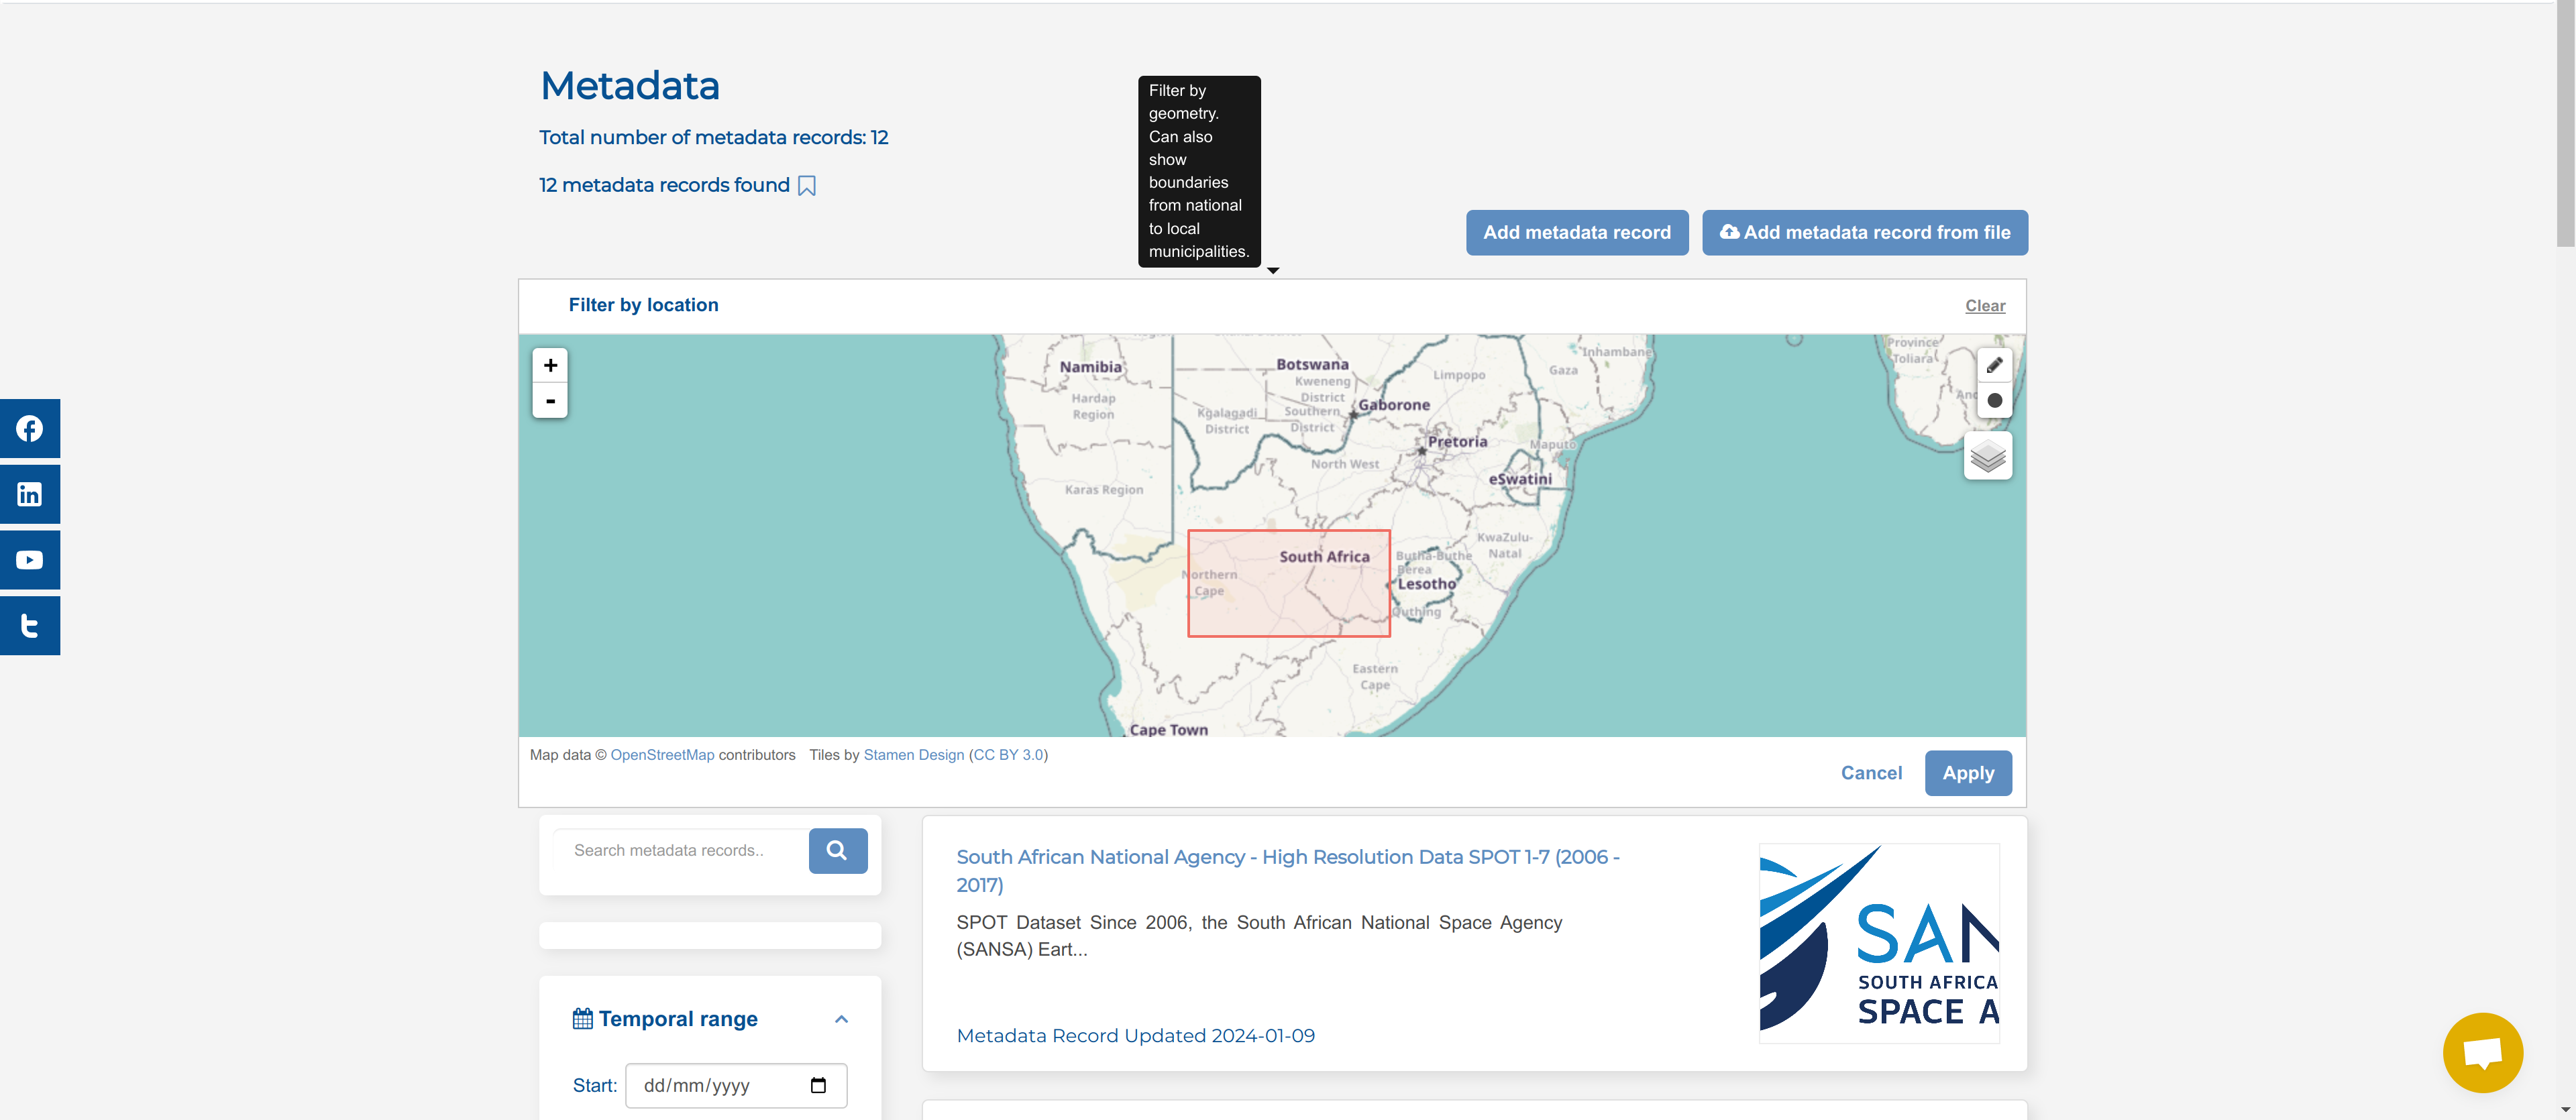 Metadata
Total number of metadata records: 12
12 metadata records found
Filter by
geometry.
Can also
show
boundaries
from national
to local
municipalities.
Add metadata record
Add metadata record from file
Filter by location
Clear
+
-
Namibia
Hardap
Region
Karas Region
Botswana
Kweneng
District
Kgalagadi
District
Southern
District
Gaborone
Limpopo
Inhambane
Gaza
Pretoria
Maputo
North West
eSwatini
South Africa
Northern
Cape
Butha-Buthe
Berea
Lesotho
Quthing
KwaZulu-
Natal
Eastern
Cape
Cape Town
Province
Toliara
Map data © OpenStreetMap contributors Tiles by Stamen Design (CC BY 3.0)
Cancel
Apply
Search metadata records..
Temporal range
Start:
dd/mm/yyyy
South African National Agency - High Resolution Data SPOT 1-7 (2006 -
2017)
SPOT Dataset Since 2006, the South African National Space Agency
(SANSA) Eart...
Metadata Record Updated 2024-01-09
SAN
SOUTH AFRICA
SPACE A